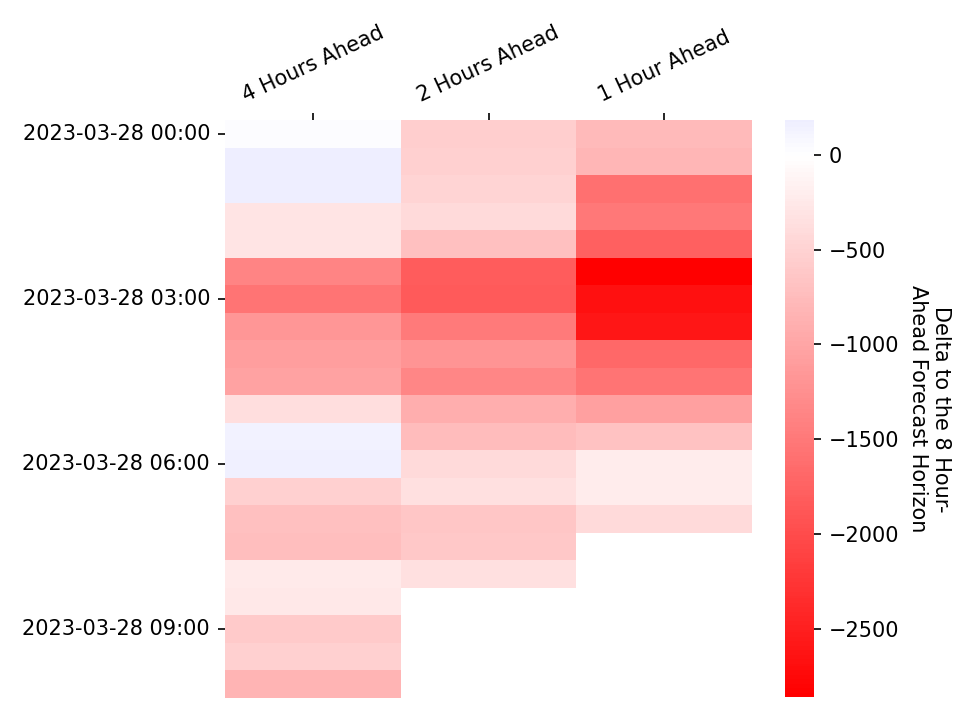 4 Hours Ahead
2 Hours Ahead
1 Hour Ahead
2023-03-28 00:00
2023-03-28 03:00
2023-03-28 06:00
2023-03-28 09:00
0
−500
−1000
−1500
−2000
−2500
Delta to the 8 Hour-
Ahead Forecast Horizon